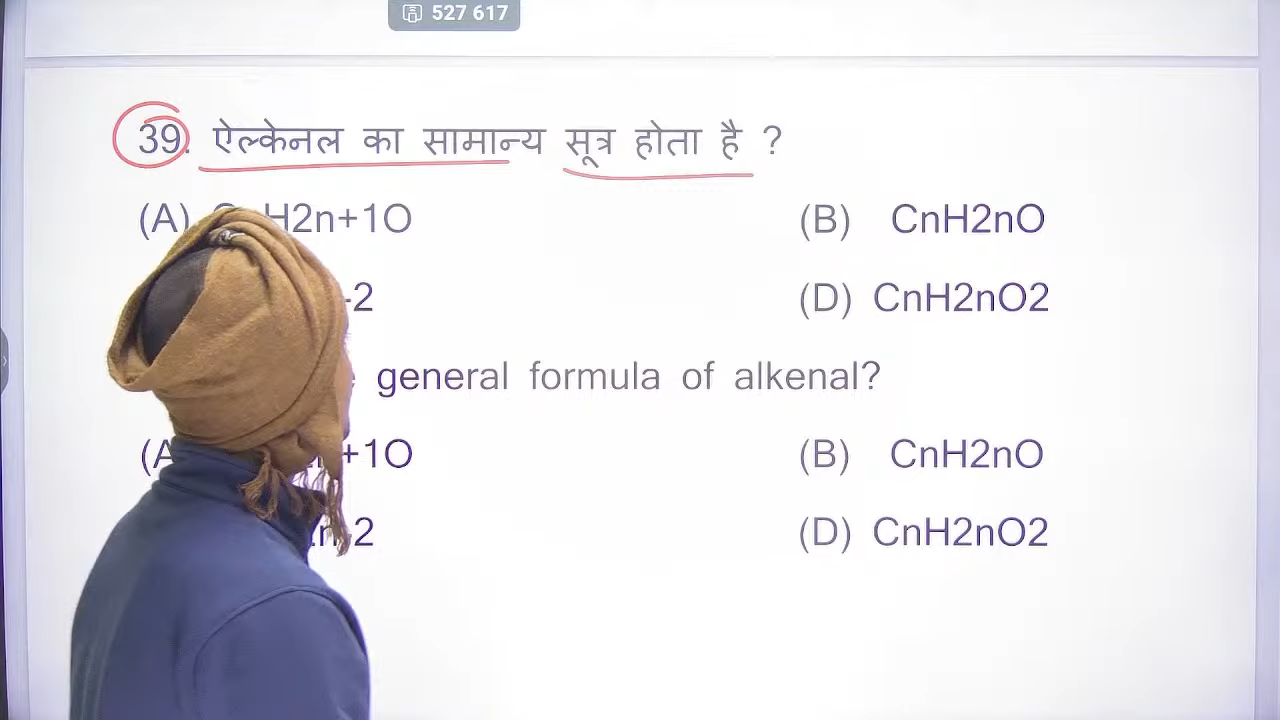 527 617
39. ऐल्केनल का सामान्य सूत्र होता है ?
(A) H2n+1O (B) CnH2nO
-2 (D) CnH2nO2
general formula of alkenal?
+1O (B) CnH2nO
-2 (D) CnH2nO2